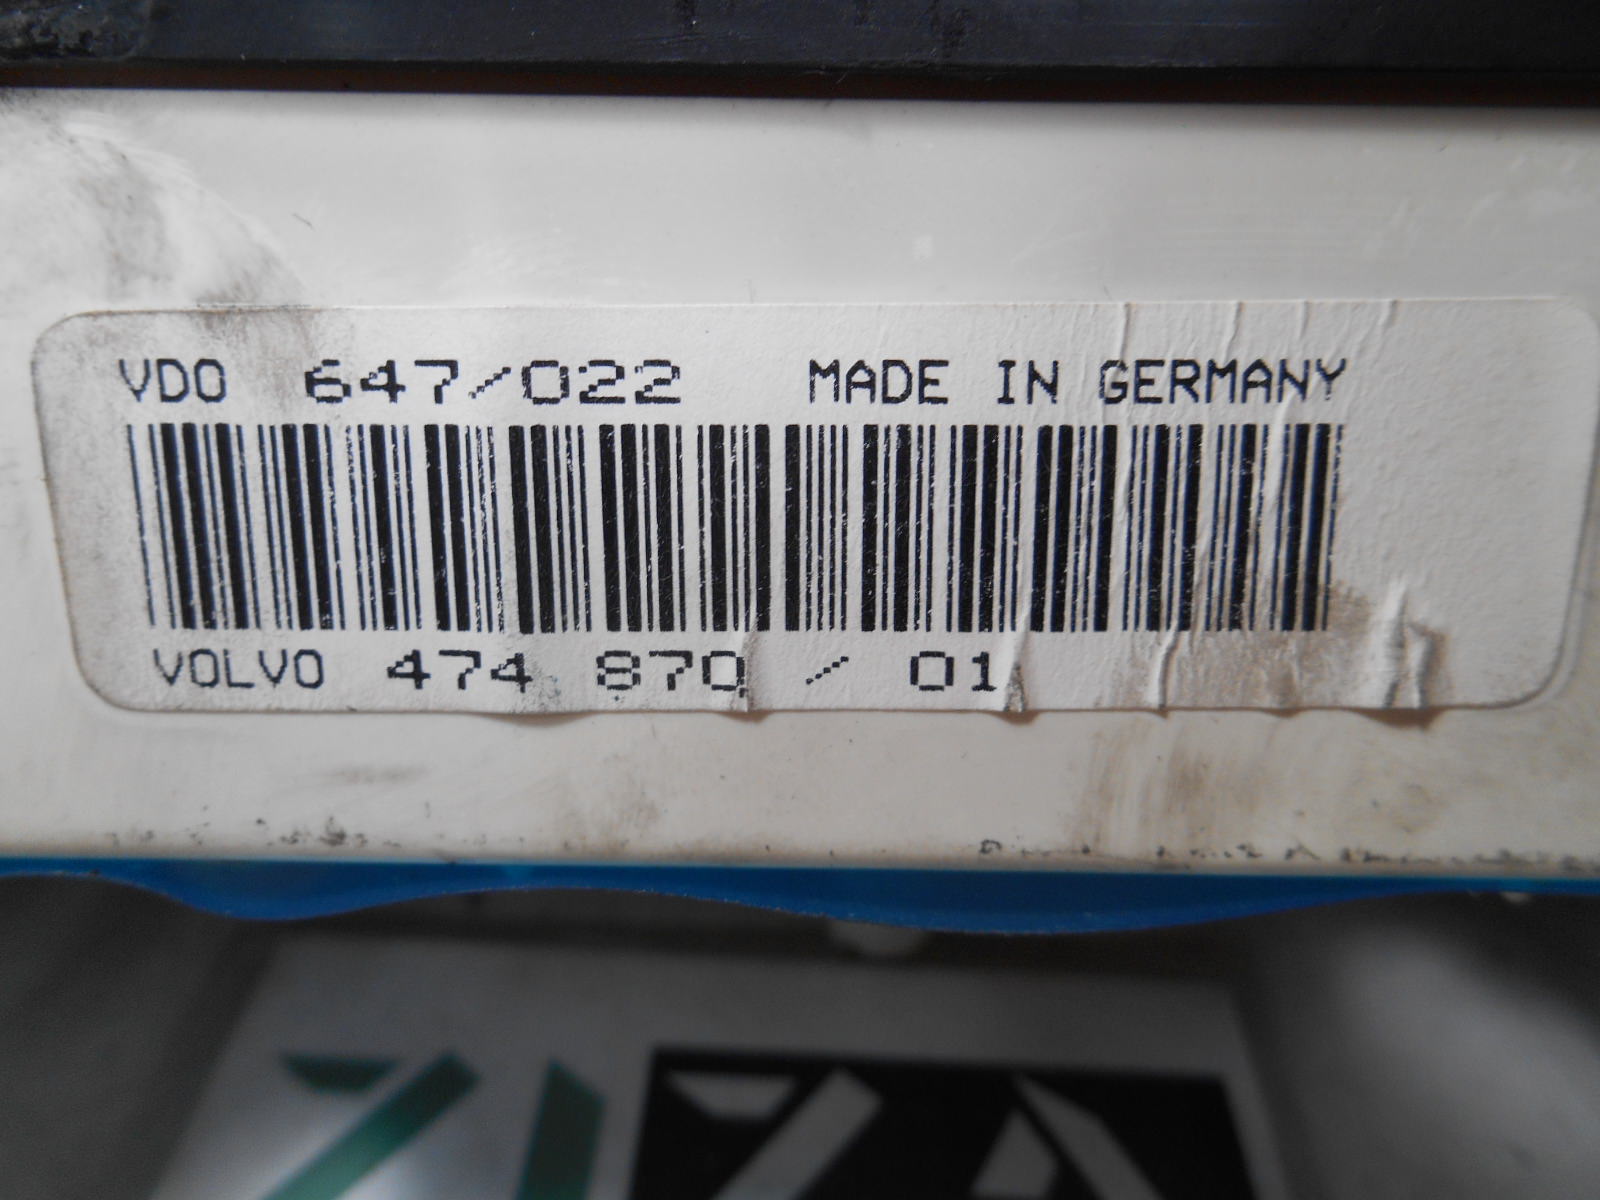 VDO 647/022 MADE IN GERMANY
VOLVO 474 870 / 01